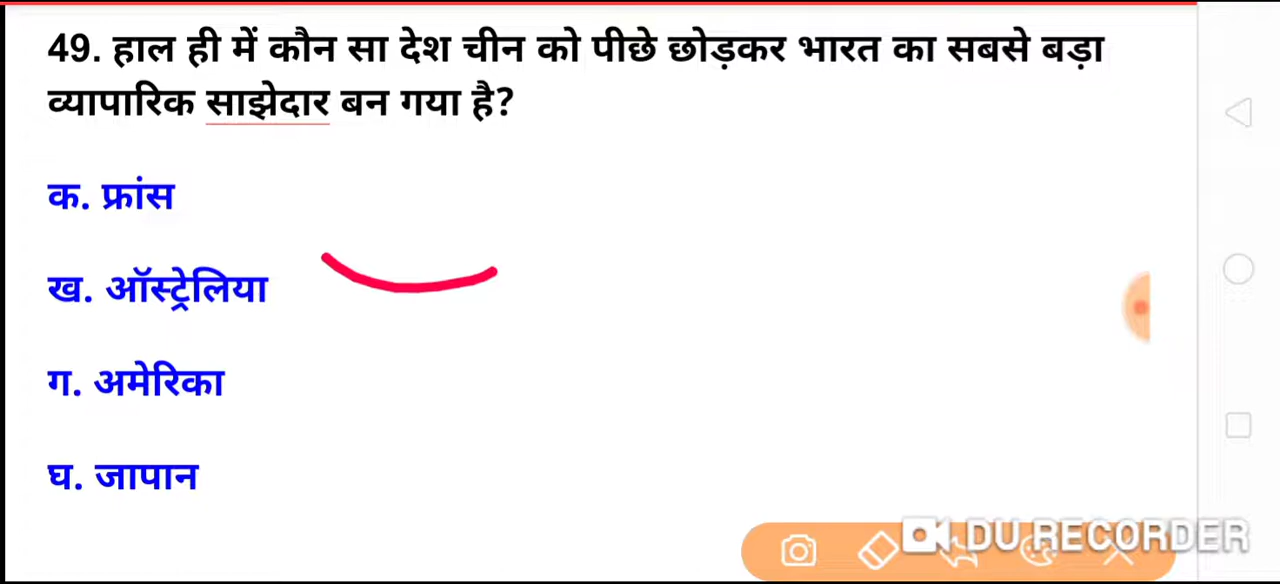 49. हाल ही में कौन सा देश चीन को पीछे छोड़कर भारत का सबसे बड़ा
व्यापारिक साझेदार बन गया है?
क. फ्रांस
ख. ऑस्ट्रेलिया
ग. अमेरिका
घ. जापान
DU RECORDER